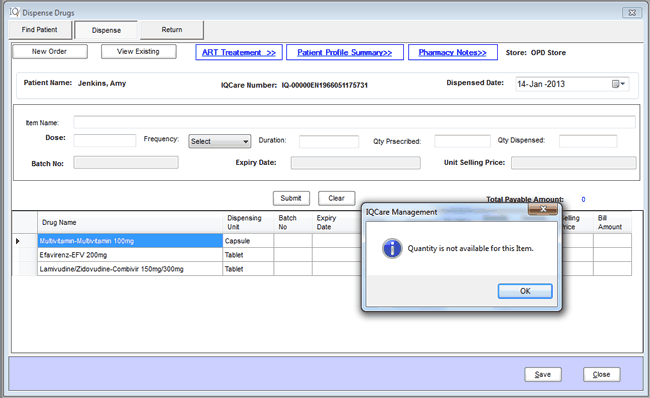 IQ Dispense Drugs
Find Patient Dispense Return
New Order View Existing ART Treatement >> Patient Profile Summary>> Pharmacy Notes>> Store: OPD Store
Patient Name: Jenkins, Amy IQCare Number: IQ-00000EN1966051175731 Dispensed Date: 14-Jan -2013
Item Name:
Dose: Frequency: Select Duration: Qty Prsecribed: Qty Dispensed:
Batch No: Expiry Date: Unit Selling Price:
Submit Clear Total Payable Amount: 0
Drug Name Dispensing Unit Batch No Expiry Date Selling Price Bill Amount
Multivitamin-Multivitamin 100mg Capsule
Efavirenz-EFV 200mg Tablet
Lamivudine/Zidovudine-Combivir 150mg/300mg Tablet
IQCare Management
Quantity is not available for this Item.
OK
Save Close